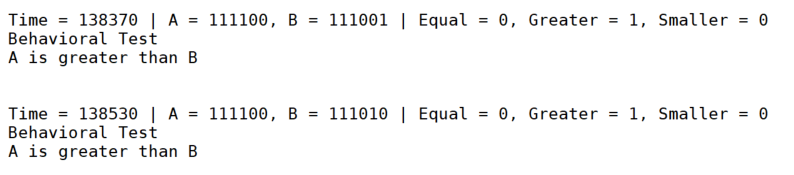 Time = 138370 | A = 111100, B = 111001 | Equal = 0, Greater = 1, Smaller = 0
Behavioral Test
A is greater than B
Time = 138530 | A = 111100, B = 111010 | Equal = 0, Greater = 1, Smaller = 0
Behavioral Test
A is greater than B